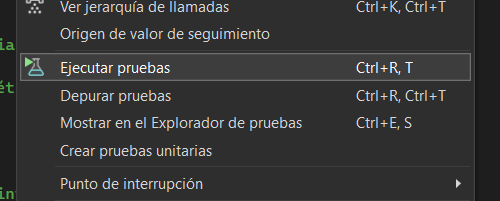 Ver jerarquía de llamadas Ctrl+K, Ctrl+T
Origen de valor de seguimiento
Ejecutar pruebas Ctrl+R, T
Depurar pruebas Ctrl+R, Ctrl+T
Mostrar en el Explorador de pruebas Ctrl+E, S
Crear pruebas unitarias
Punto de interrupción